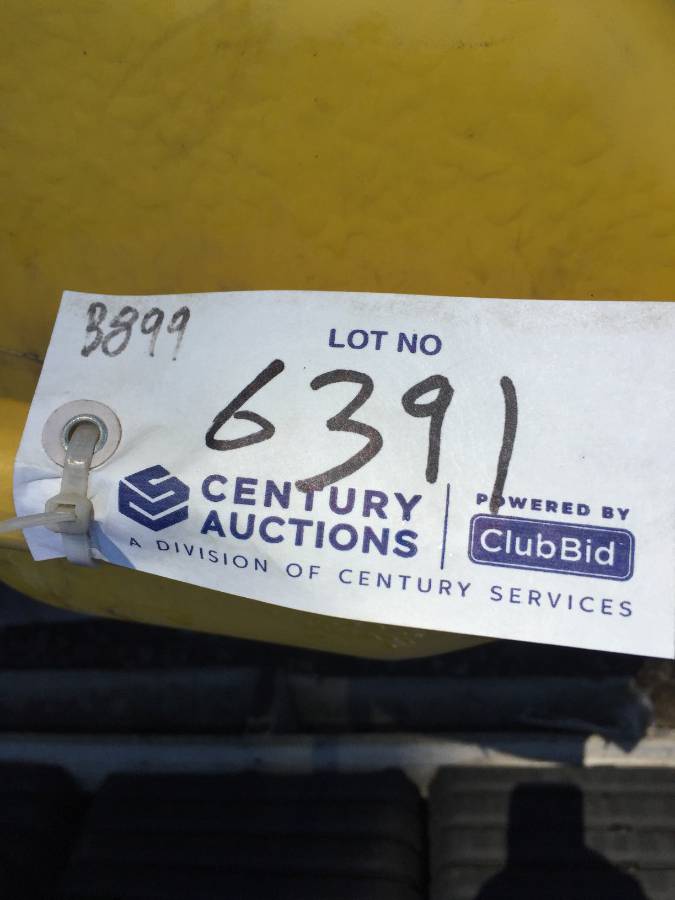 3899
LOT NO
6391
CENTURY
AUCTIONS
A DIVISION OF CENTURY SERVICES
POWERED BY
ClubBid